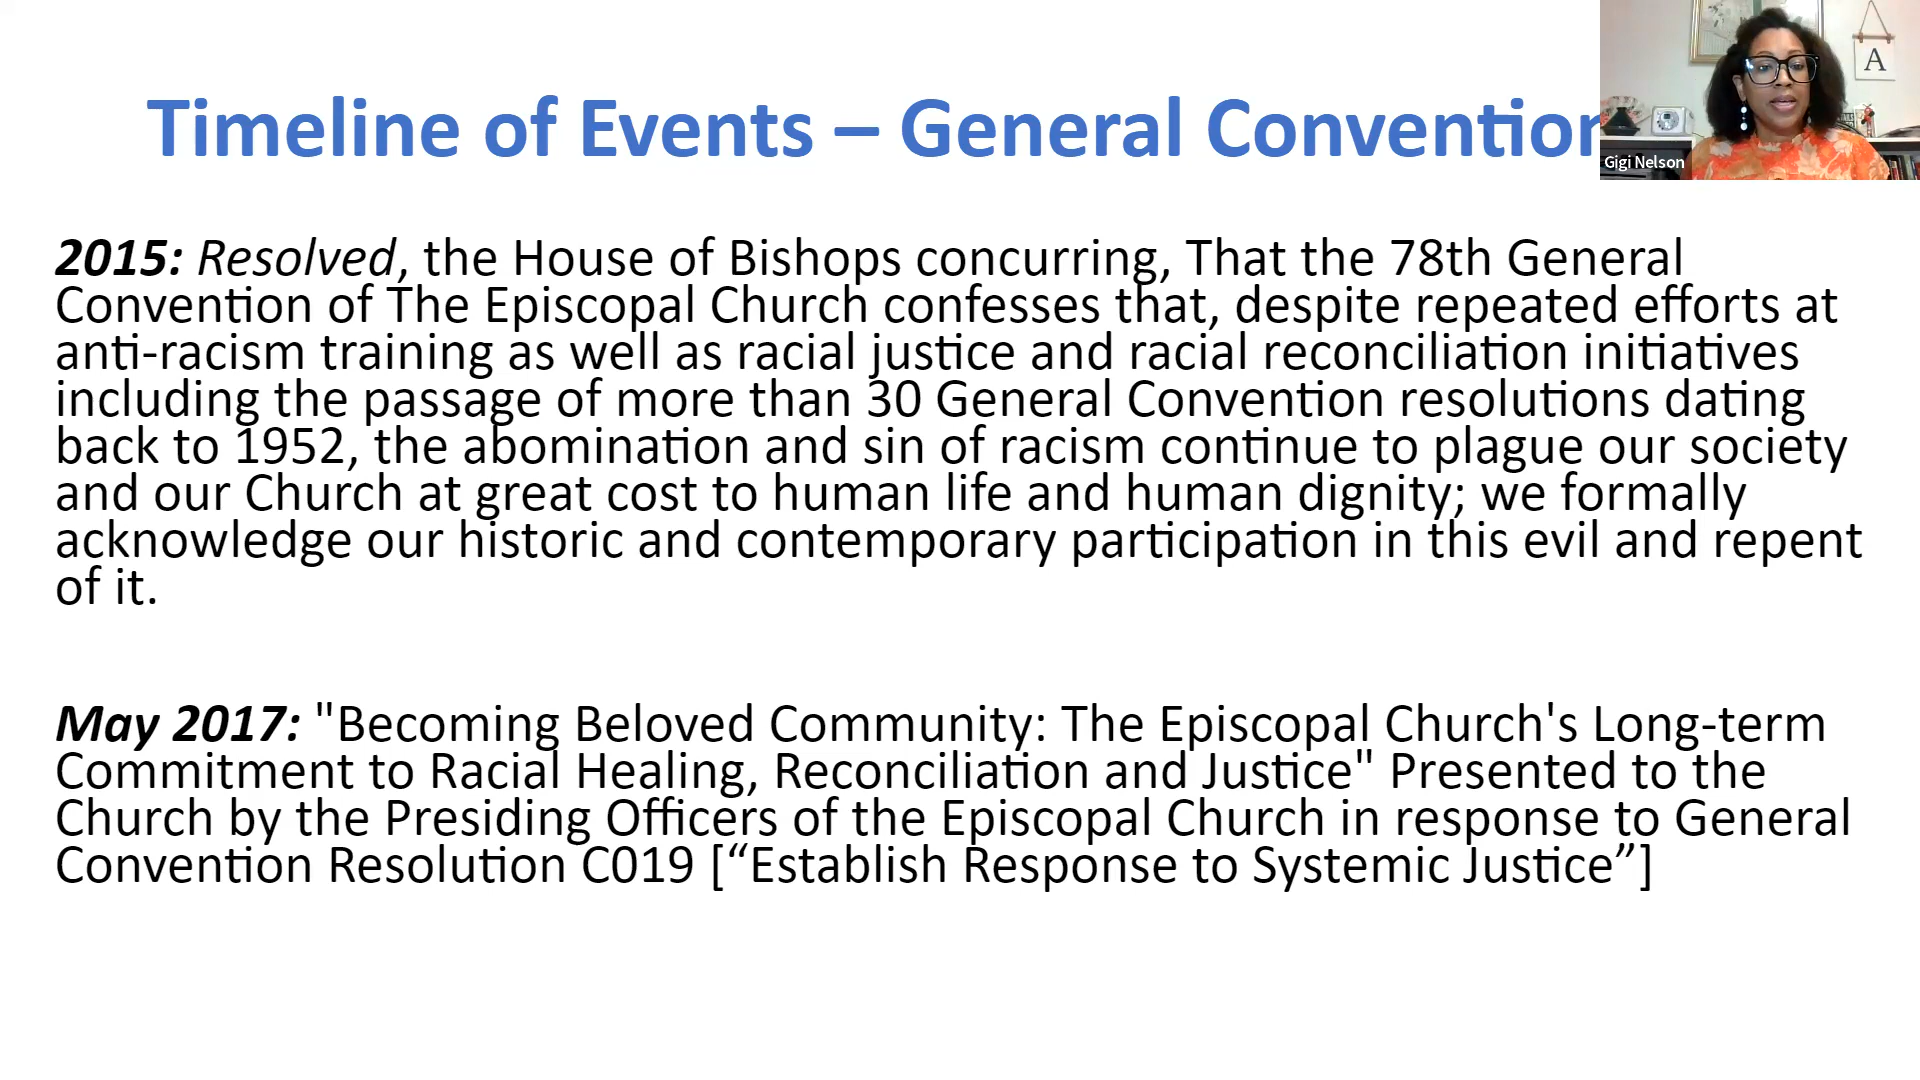 Timeline of Events – General Convention
A
Gigi Nelson
2015: Resolved, the House of Bishops concurring, That the 78th General
Convention of The Episcopal Church confesses that, despite repeated efforts at
anti-racism training as well as racial justice and racial reconciliation initiatives
including the passage of more than 30 General Convention resolutions dating
back to 1952, the abomination and sin of racism continue to plague our society
and our Church at great cost to human life and human dignity; we formally
acknowledge our historic and contemporary participation in this evil and repent
of it.
May 2017: "Becoming Beloved Community: The Episcopal Church's Long-term
Commitment to Racial Healing, Reconciliation and Justice" Presented to the
Church by the Presiding Officers of the Episcopal Church in response to General
Convention Resolution C019 [“Establish Response to Systemic Justice”]